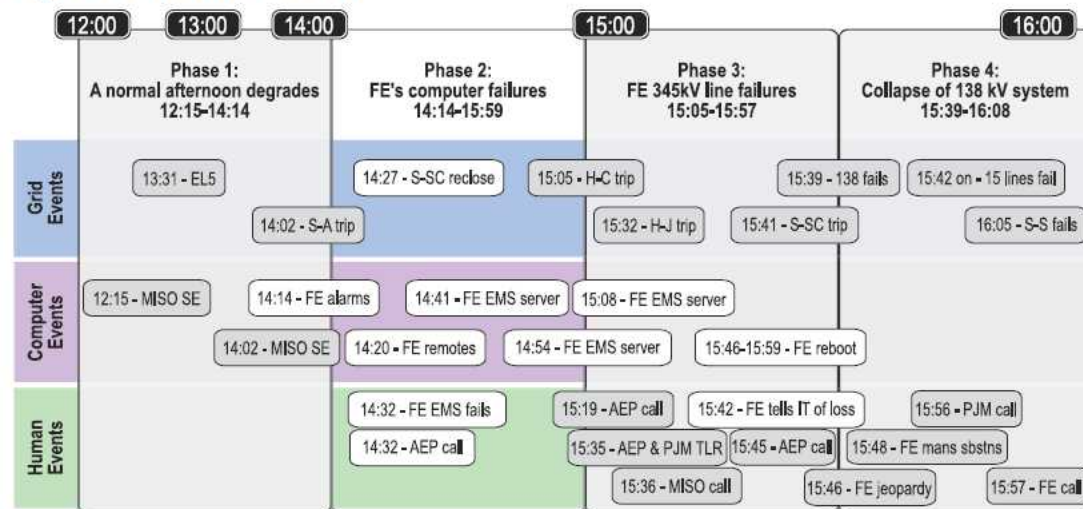 12:00
13:00
14:00
15:00
16:00
Phase 1:
A normal afternoon degrades
12:15-14:14
Phase 2:
FE's computer failures
14:14-15:59
Phase 3:
FE 345kV line failures
15:05-15:57
Phase 4:
Collapse of 138 kV system
15:39-16:08
Grid
Events
13:31 - EL5
14:27 - S-SC reclose
15:05 - H-C trip
15:39 - 138 fails
15:42 on - 15 lines fail
14:02 - S-A trip
15:32 - H-J trip
15:41 - S-SC trip
16:05 - S-S fails
Computer
Events
12:15 - MISO SE
14:14 - FE alarms
14:41 - FE EMS server
15:08 - FE EMS server
14:02 - MISO SE
14:20 - FE remotes
14:54 - FE EMS server
15:46-15:59 - FE reboot
Human
Events
14:32 - FE EMS fails
15:19 - AEP call
15:42 - FE tells IT of loss
15:56 - PJM call
14:32 - AEP call
15:35 - AEP & PJM TLR
15:45 - AEP call
15:48 - FE mans sbstns
15:36 - MISO call
15:46 - FE jeopardy
15:57 - FE call